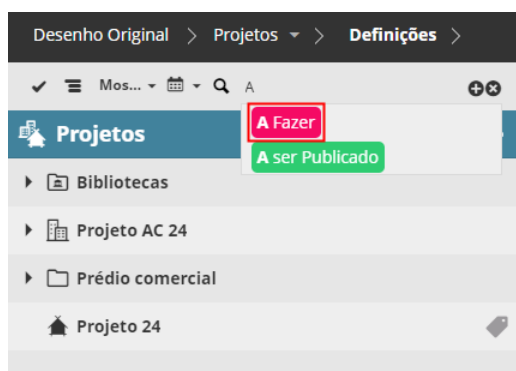 Desenho Original > Projetos > Definições >
Mos... A
A Fazer
Projetos
A ser Publicado
Bibliotecas
Projeto AC 24
Prédio comercial
Projeto 24